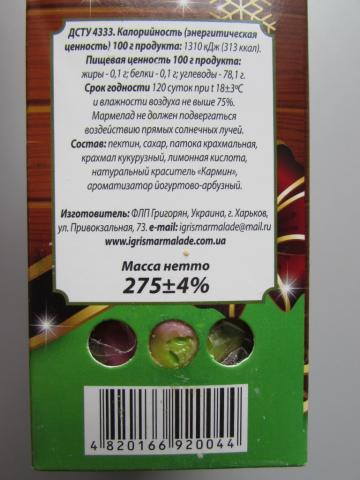 ДСТУ 4333. Калорийность (энергитическая
ценность) 100 г продукта: 1310 кДж (313 ккал).
Пищевая ценность 100 г продукта:
жиры - 0,1 г; белки - 0,1 г; углеводы - 78,1 г.
Срок годности 120 суток при t 18±3°C
и влажности воздуха не выше 75%.
Мармелад не должен подвергаться
воздействию прямых солнечных лучей.
Состав: пектин, сахар, патока крахмальная,
крахмал кукурузный, лимонная кислота,
натуральный краситель «Кармин»,
ароматизатор йогуртово-арбузный.
Изготовитель: ФЛП Григорян, Украина, г. Харьков,
ул. Привокзальная, 73. e-mail: igrismarmelade@mail.ru
www.igrismarmalade.com.ua
Масса нетто
275±4%
4 820166 920044